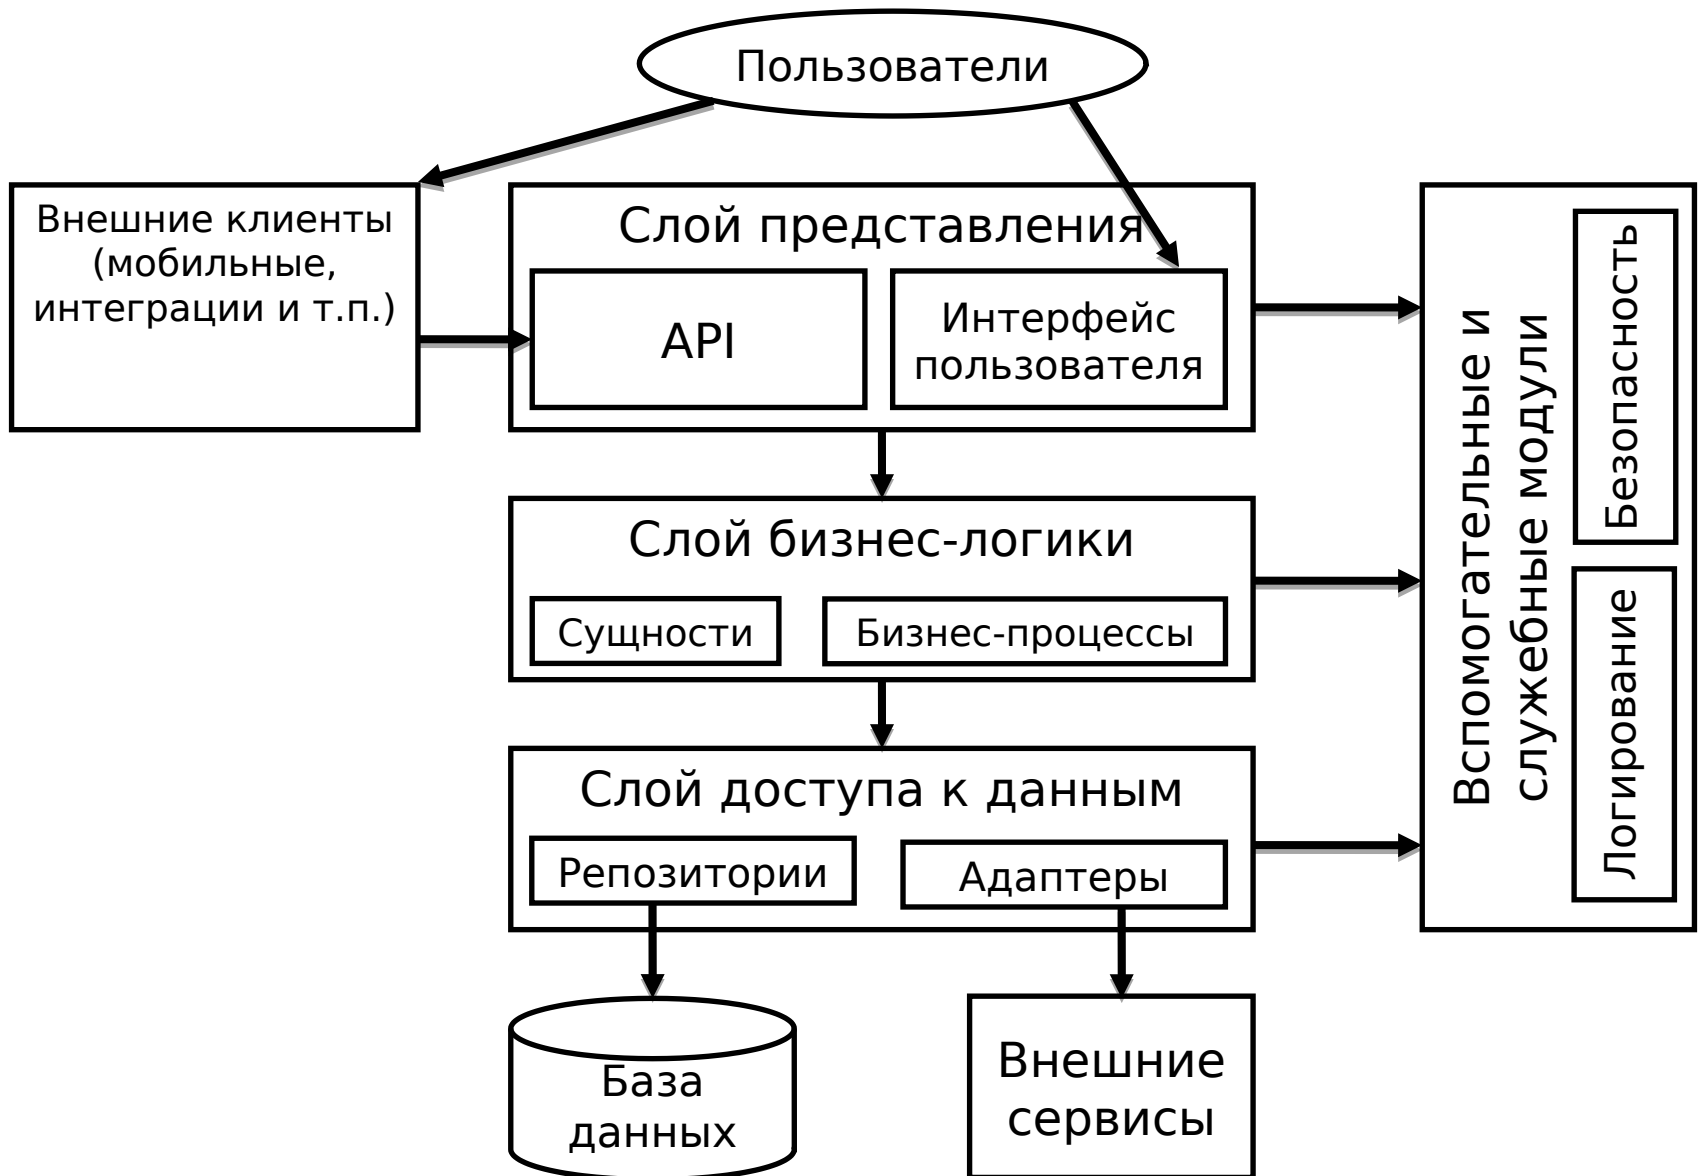 Пользователи
Внешние клиенты
(мобильные,
интеграции и т.п.)
Слой представления
API
Интерфейс
пользователя
Слой бизнес-логики
Сущности
Бизнес-процессы
Слой доступа к данным
Репозитории
Адаптеры
База
данных
Внешние
сервисы
Вспомогательные и
служебные модули
Безопасность
Логирование